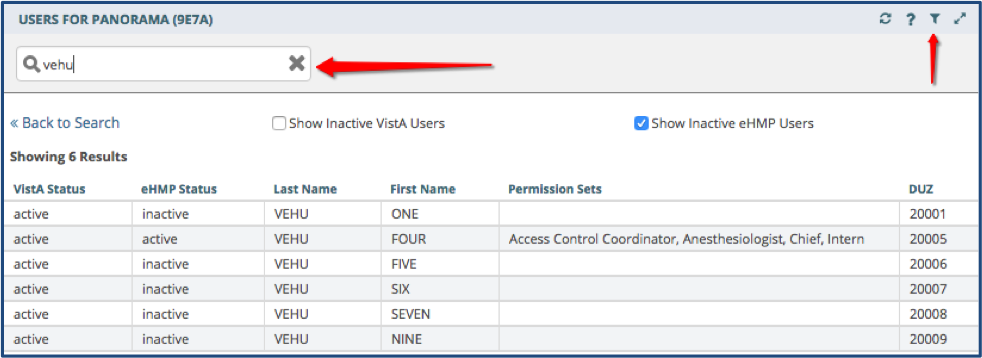 USERS FOR PANORAMA (9E7A) ?
vehu
« Back to Search Show Inactive VistA Users Show Inactive eHMP Users
Showing 6 Results
VistA Status eHMP Status Last Name First Name Permission Sets DUZ
active inactive VEHU ONE 20001
active active VEHU FOUR Access Control Coordinator, Anesthesiologist, Chief, Intern 20005
active inactive VEHU FIVE 20006
active inactive VEHU SIX 20007
active inactive VEHU SEVEN 20008
active inactive VEHU NINE 20009